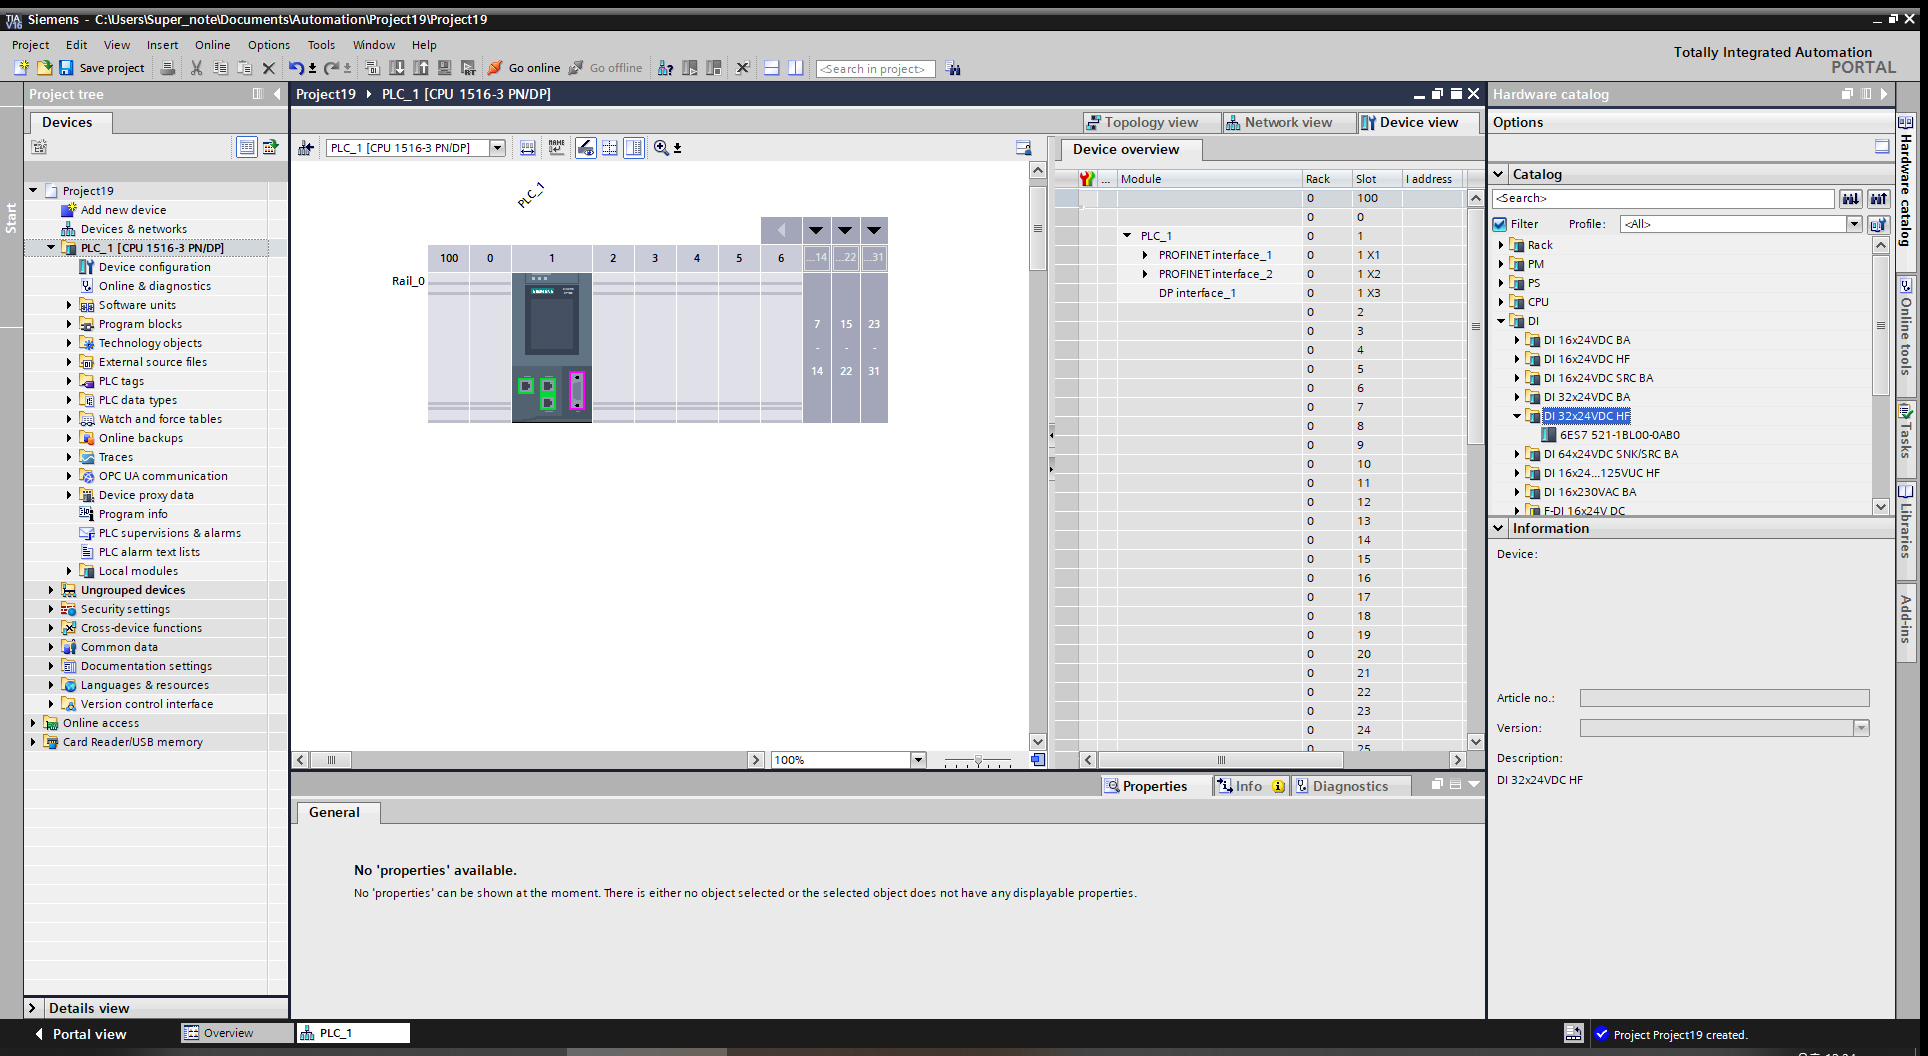 Siemens - C:\Users\Super_note\Documents\Automation\Project19\Project19
Project Edit View Insert Online Options Tools Window Help
Totally Integrated Automation
PORTAL
Save project
Go online
Go offline
<Search in project>
Project tree
Project19 PLC_1 [CPU 1516-3 PN/DP]
Hardware catalog
Devices
Topology view
Network view
Device view
Options
Start
Project19
Add new device
Devices & networks
PLC_1 [CPU 1516-3 PN/DP]
Device configuration
Online & diagnostics
Software units
Program blocks
Technology objects
External source files
PLC tags
PLC data types
Watch and force tables
Online backups
Traces
OPC UA communication
Device proxy data
Program info
PLC supervisions & alarms
PLC alarm text lists
Local modules
Ungrouped devices
Security settings
Cross-device functions
Common data
Documentation settings
Languages & resources
Version control interface
Online access
Card Reader/USB memory
Details view
PLC_1 [CPU 1516-3 PN/DP]
PLC_1
100 0 1 2 3 4 5 6 ...14 ...22 ...31
Rail_0
SIEMENS
7 15 23
- - -
14 22 31
100%
Device overview
... Module Rack Slot I address
0 100
0 0
PLC_1 0 1
PROFINET interface_1 0 1 X1
PROFINET interface_2 0 1 X2
DP interface_1 0 1 X3
0 2
0 3
0 4
0 5
0 6
0 7
0 8
0 9
0 10
0 11
0 12
0 13
0 14
0 15
0 16
0 17
0 18
0 19
0 20
0 21
0 22
0 23
0 24
0 25
Properties
Info
Diagnostics
General
No 'properties' available.
No 'properties' can be shown at the moment. There is either no object selected or the selected object does not have any displayable properties.
Catalog
<Search>
Filter Profile: <All>
Rack
PM
PS
CPU
DI
DI 16x24VDC BA
DI 16x24VDC HF
DI 16x24VDC SRC BA
DI 32x24VDC BA
DI 32x24VDC HF
6ES7 521-1BL00-0AB0
DI 64x24VDC SNK/SRC BA
DI 16x24...125VUC HF
DI 16x230VAC BA
F-DI 16x24V DC
Information
Device:
Article no.:
Version:
Description:
DI 32x24VDC HF
Hardware catalog
Online tools
Tasks
Libraries
Add-ins
Portal view
Overview
PLC_1
Project Project19 created.